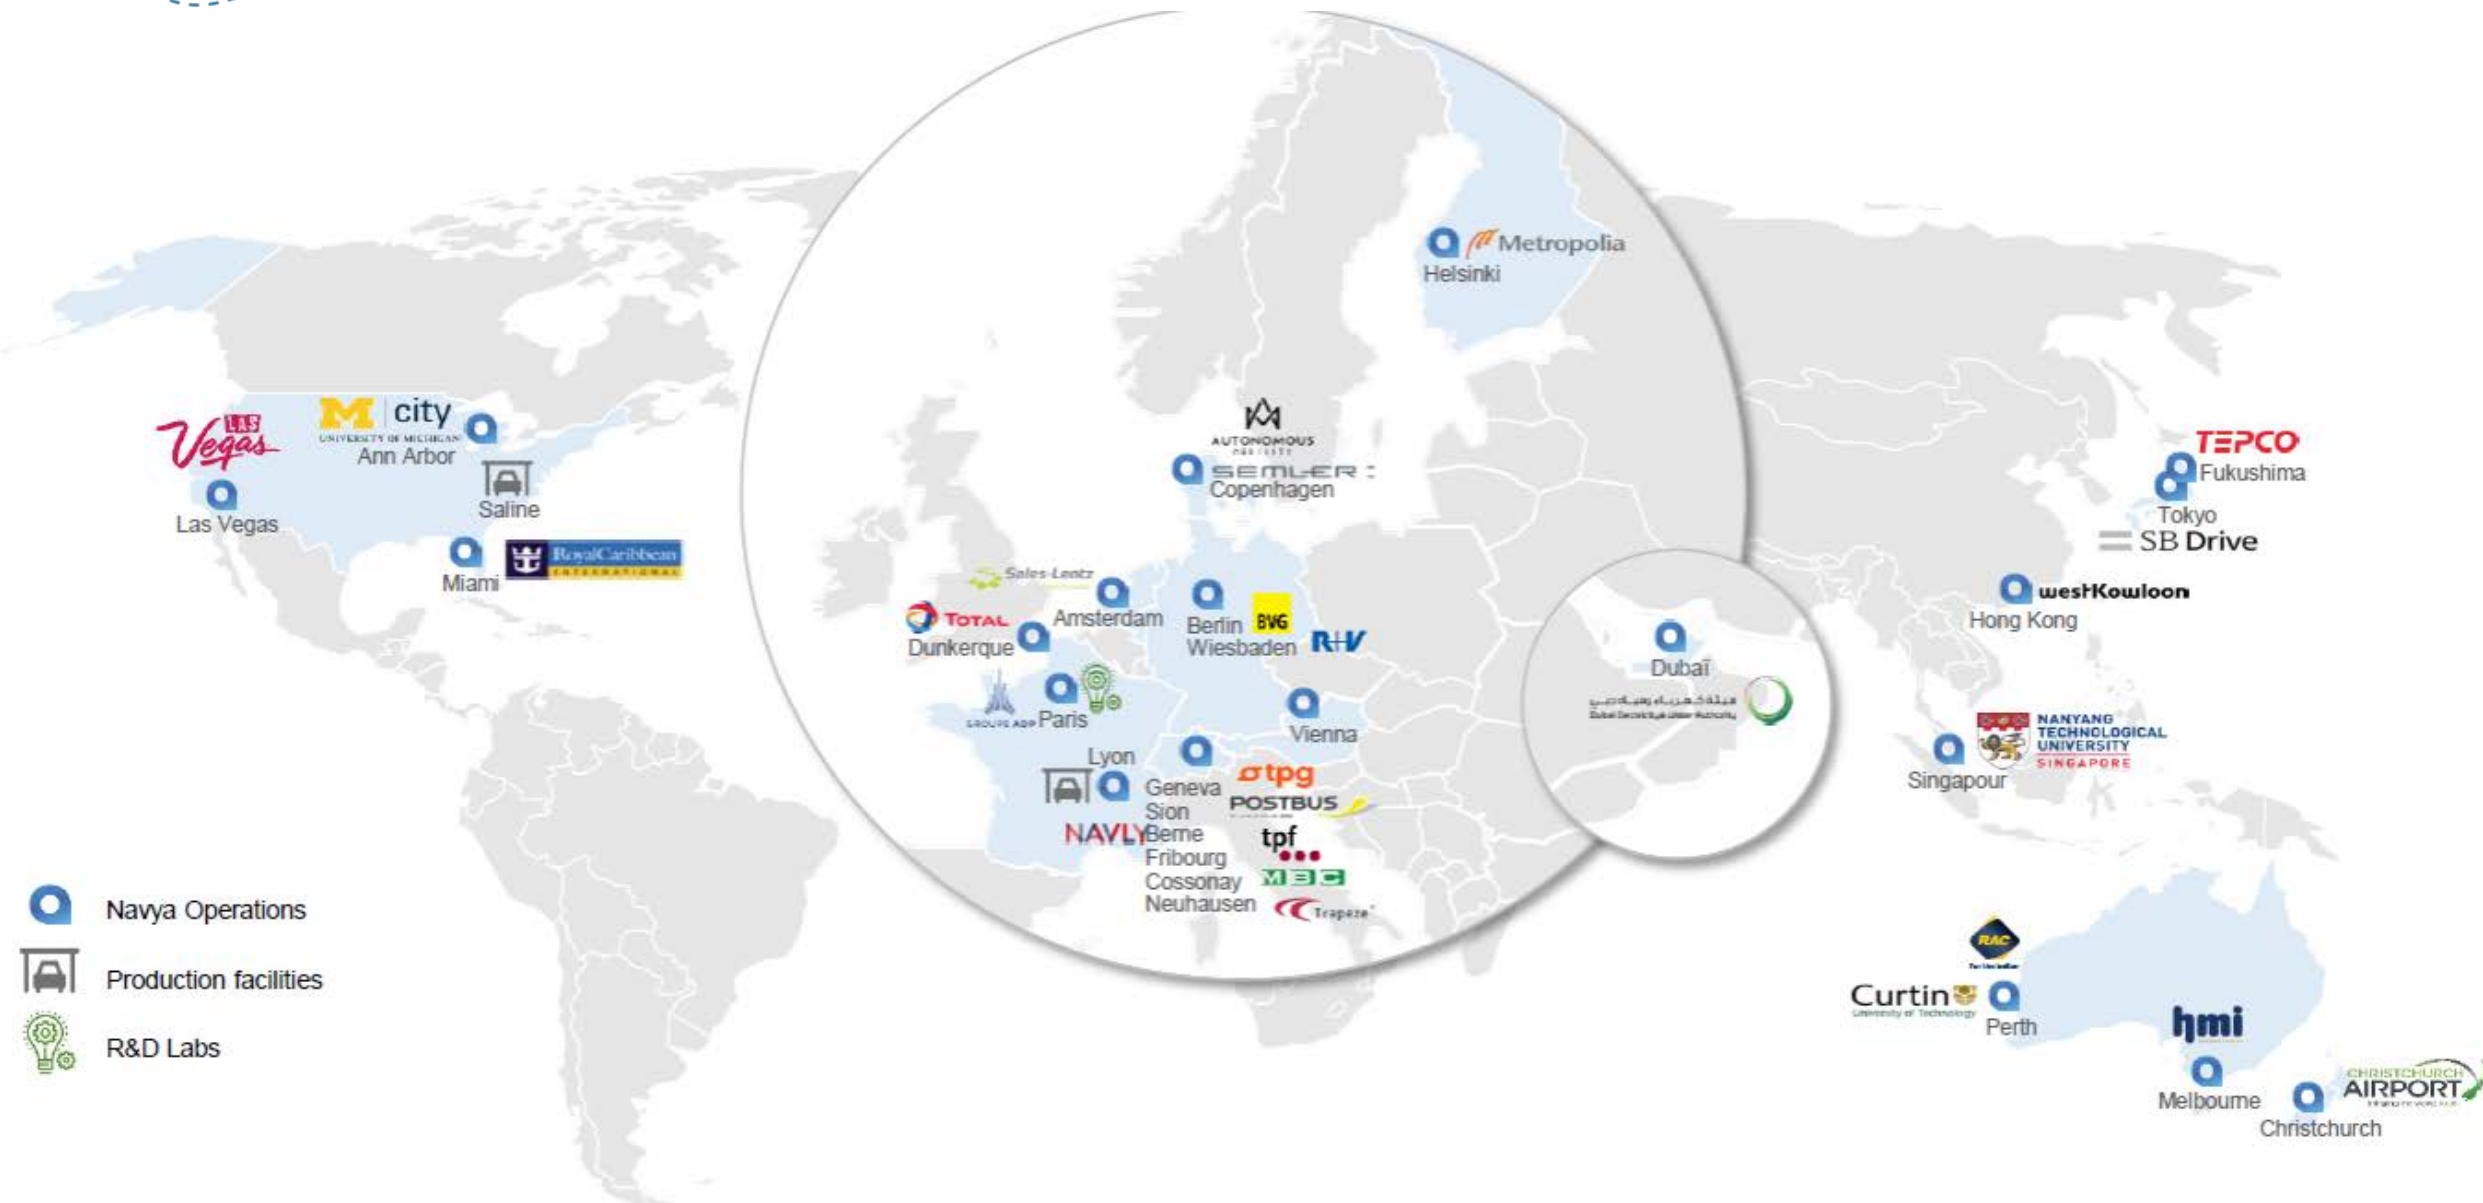 LAS
Vegas
Las Vegas
M | city
UNIVERSITY OF MICHIGAN
Ann Arbor
Saline
Miami
RoyalCaribbean
INTERNATIONAL
Metropolia
Helsinki
AUTONOMOUS
SEMLER
Copenhagen
Sales-Lentz
Amsterdam
TOTAL
Dunkerque
Berlin
BVG
Wiesbaden
R+V
GROUPE ADP
Paris
Vienna
Lyon
NAVLY
Geneva
Sion
Berne
Fribourg
Cossonay
Neuhausen
tpg
POSTBUS
tpf
MBC
Trapeze
Dubaï
TEPCO
Fukushima
Tokyo
SB Drive
westKowloon
Hong Kong
NANYANG
TECHNOLOGICAL
UNIVERSITY
SINGAPORE
Singapour
RAC
Curtin
University of Technology
Perth
hmi
Melbourne
CHRISTCHURCH
AIRPORT
Christchurch
Navya Operations
Production facilities
R&D Labs